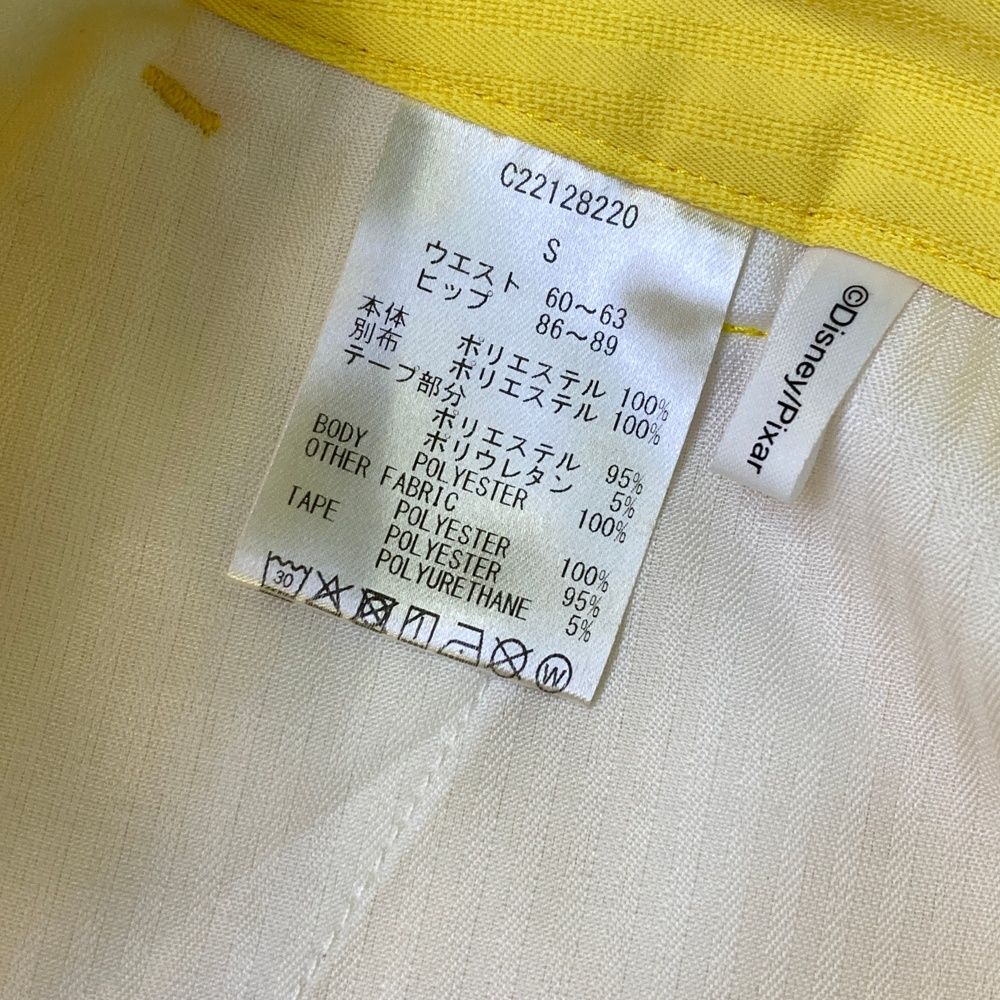 C22128220
S
ウエスト 60～63
ヒップ 86～89
本体 ポリエステル 100%
別布 ポリエステル 100%
テープ部分
ポリエステル 95%
ポリウレタン 5%
BODY POLYESTER 100%
OTHER FABRIC
POLYESTER 100%
TAPE POLYESTER 95%
POLYURETHANE 5%
30
W
©Disney/Pixar